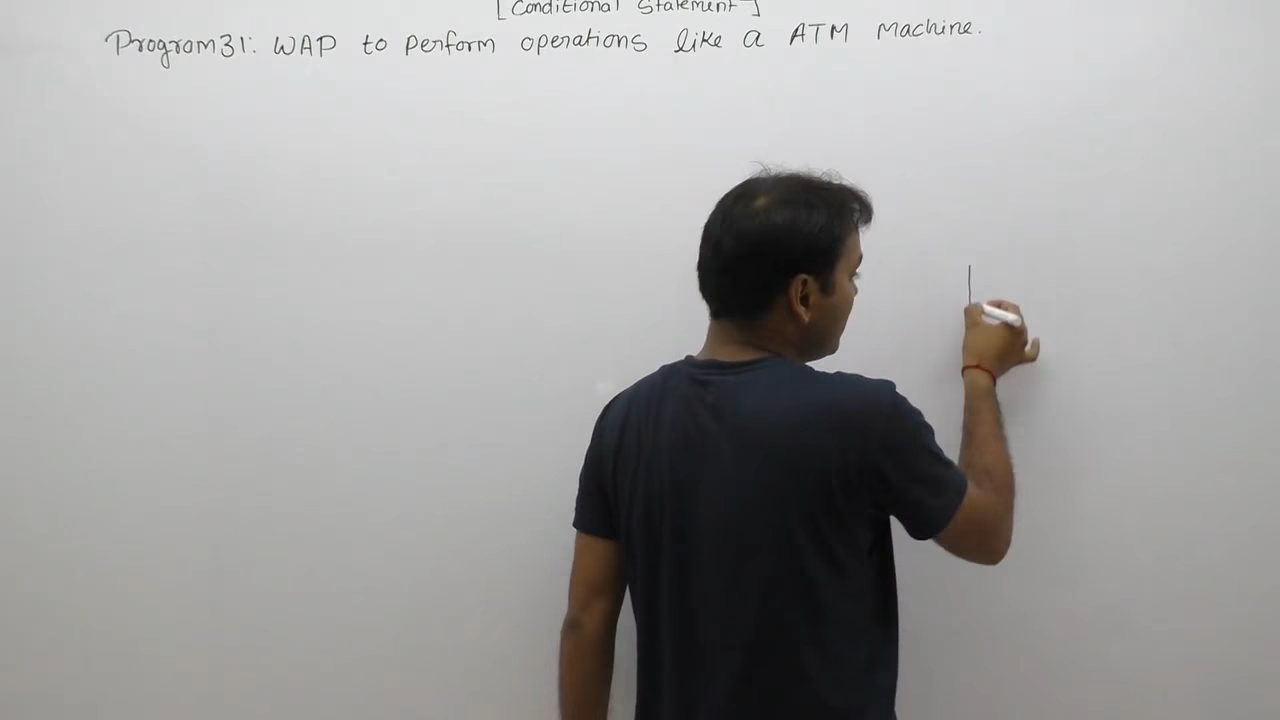 [Conditional Statement]
Program31: WAP to perform operations like a ATM Machine.